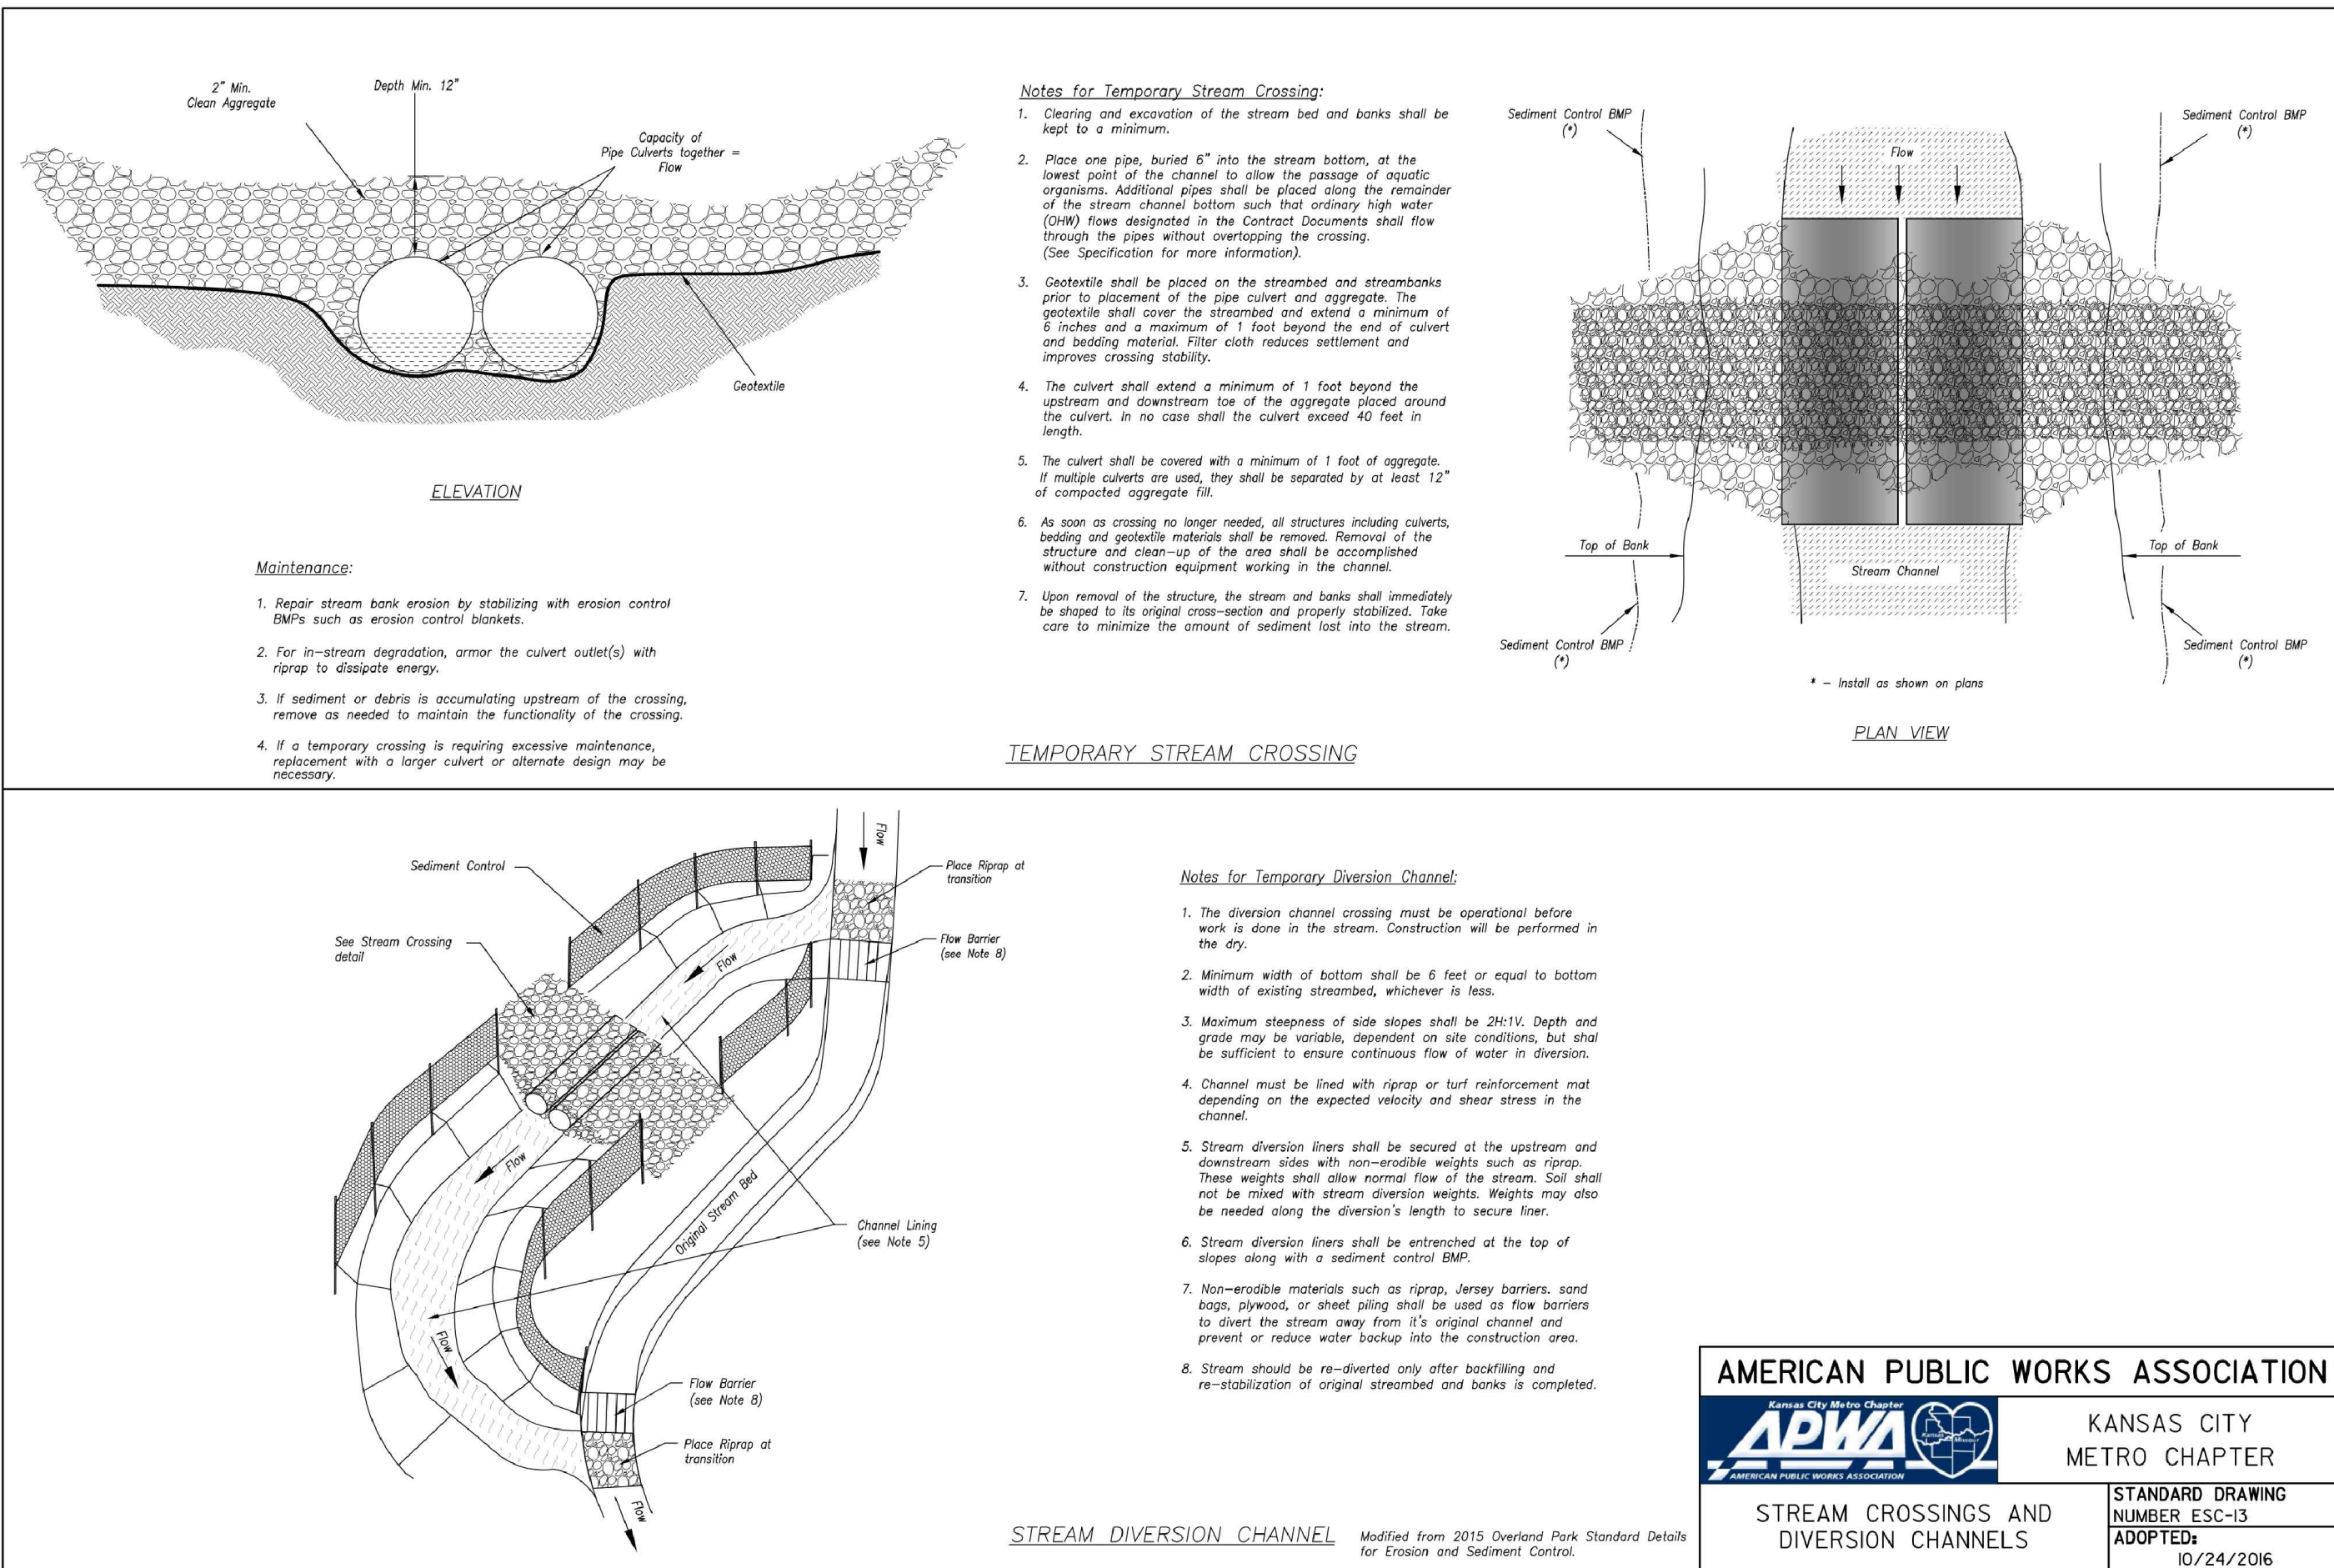 2" Min.
Clean Aggregate
Depth Min. 12"
Capacity of
Pipe Culverts together =
Flow
Geotextile
ELEVATION
Maintenance:
1. Repair stream bank erosion by stabilizing with erosion control
BMPs such as erosion control blankets.
2. For in-stream degradation, armor the culvert outlet(s) with
riprap to dissipate energy.
3. If sediment or debris is accumulating upstream of the crossing,
remove as needed to maintain the functionality of the crossing.
4. If a temporary crossing is requiring excessive maintenance,
replacement with a larger culvert or alternate design may be
necessary.
Notes for Temporary Stream Crossing:
1. Clearing and excavation of the stream bed and banks shall be
kept to a minimum.
2. Place one pipe, buried 6" into the stream bottom, at the
lowest point of the channel to allow the passage of aquatic
organisms. Additional pipes shall be placed along the remainder
of the stream channel bottom such that ordinary high water
(OHW) flows designated in the Contract Documents shall flow
through the pipes without overtopping the crossing.
(See Specification for more information).
3. Geotextile shall be placed on the streambed and streambanks
prior to placement of the pipe culvert and aggregate. The
geotextile shall cover the streambed and extend a minimum of
6 inches and a maximum of 1 foot beyond the end of culvert
and bedding material. Filter cloth reduces settlement and
improves crossing stability.
4. The culvert shall extend a minimum of 1 foot beyond the
upstream and downstream toe of the aggregate placed around
the culvert. In no case shall the culvert exceed 40 feet in
length.
5. The culvert shall be covered with a minimum of 1 foot of aggregate.
If multiple culverts are used, they shall be separated by at least 12"
of compacted aggregate fill.
6. As soon as crossing no longer needed, all structures including culverts,
bedding and geotextile materials shall be removed. Removal of the
structure and clean-up of the area shall be accomplished
without construction equipment working in the channel.
7. Upon removal of the structure, the stream and banks shall immediately
be shaped to its original cross-section and properly stabilized. Take
care to minimize the amount of sediment lost into the stream.
TEMPORARY STREAM CROSSING
Sediment Control BMP
(*)
Sediment Control BMP
(*)
Flow
Top of Bank
Top of Bank
Stream Channel
Sediment Control BMP
(*)
Sediment Control BMP
(*)
* - Install as shown on plans
PLAN VIEW
Flow
Sediment Control
Place Riprap at
transition
See Stream Crossing
detail
Flow Barrier
(see Note 8)
Flow
Flow
Original Stream Bed
Channel Lining
(see Note 5)
Flow
Flow Barrier
(see Note 8)
Place Riprap at
transition
Flow
STREAM DIVERSION CHANNEL
Modified from 2015 Overland Park Standard Details
for Erosion and Sediment Control.
Notes for Temporary Diversion Channel:
1. The diversion channel crossing must be operational before
work is done in the stream. Construction will be performed in
the dry.
2. Minimum width of bottom shall be 6 feet or equal to bottom
width of existing streambed, whichever is less.
3. Maximum steepness of side slopes shall be 2H:1V. Depth and
grade may be variable, dependent on site conditions, but shal
be sufficient to ensure continuous flow of water in diversion.
4. Channel must be lined with riprap or turf reinforcement mat
depending on the expected velocity and shear stress in the
channel.
5. Stream diversion liners shall be secured at the upstream and
downstream sides with non-erodible weights such as riprap.
These weights shall allow normal flow of the stream. Soil shall
not be mixed with stream diversion weights. Weights may also
be needed along the diversion's length to secure liner.
6. Stream diversion liners shall be entrenched at the top of
slopes along with a sediment control BMP.
7. Non-erodible materials such as riprap, Jersey barriers. sand
bags, plywood, or sheet piling shall be used as flow barriers
to divert the stream away from it's original channel and
prevent or reduce water backup into the construction area.
8. Stream should be re-diverted only after backfilling and
re-stabilization of original streambed and banks is completed.
AMERICAN PUBLIC WORKS ASSOCIATION
Kansas City Metro Chapter
APWA
Kansas Missouri
AMERICAN PUBLIC WORKS ASSOCIATION
KANSAS CITY
METRO CHAPTER
STREAM CROSSINGS AND
DIVERSION CHANNELS
STANDARD DRAWING
NUMBER ESC-13
ADOPTED:
10/24/2016